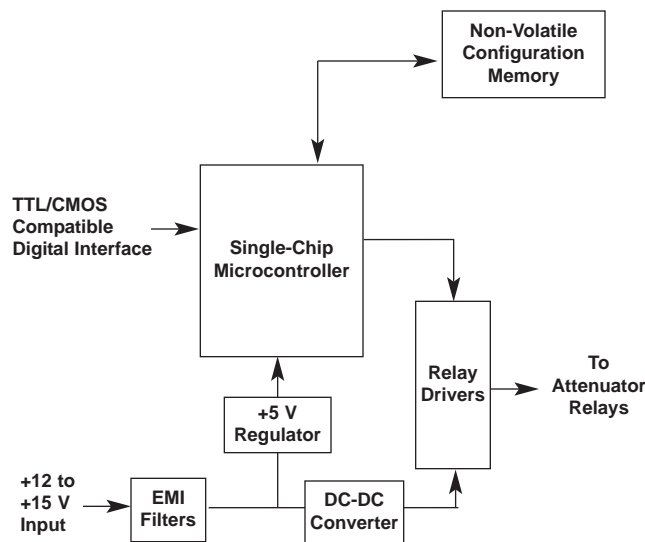 Non-Volatile
Configuration
Memory
TTL/CMOS
Compatible
Digital Interface
Single-Chip
Microcontroller
Relay
Drivers
To
Attenuator
Relays
+5 V
Regulator
+12 to
+15 V
Input
EMI
Filters
DC-DC
Converter